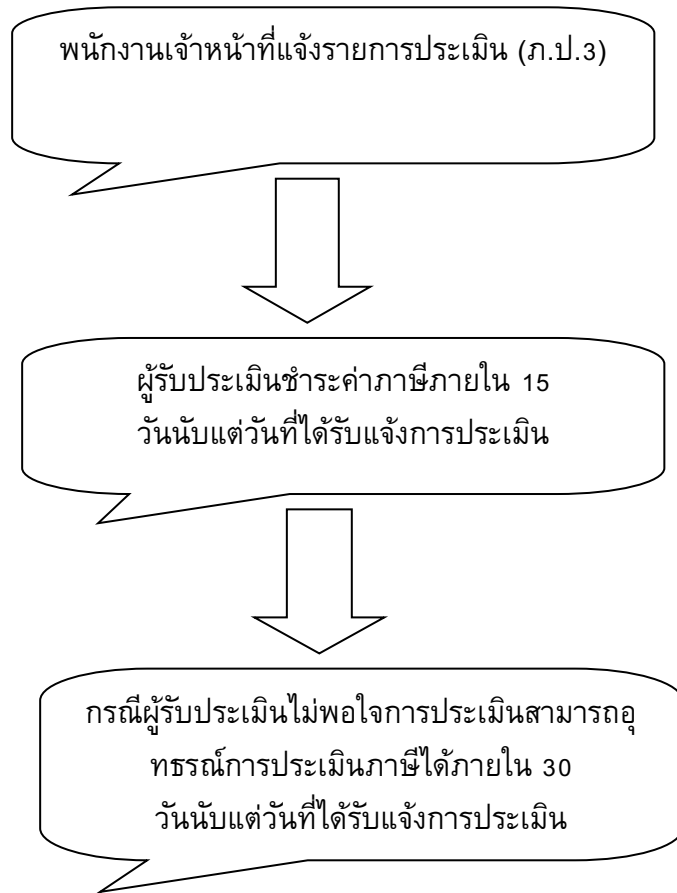 พนักงานเจ้าหน้าที่แจ้งรายการประเมิน (ภ.ป.3)
ผู้รับประเมินชำระค่าภาษีภายใน 15
วันนับแต่วันที่ได้รับแจ้งการประเมิน
กรณีผู้รับประเมินไม่พอใจการประเมินสามารถอุ
ทธรณ์การประเมินภาษีได้ภายใน 30
วันนับแต่วันที่ได้รับแจ้งการประเมิน